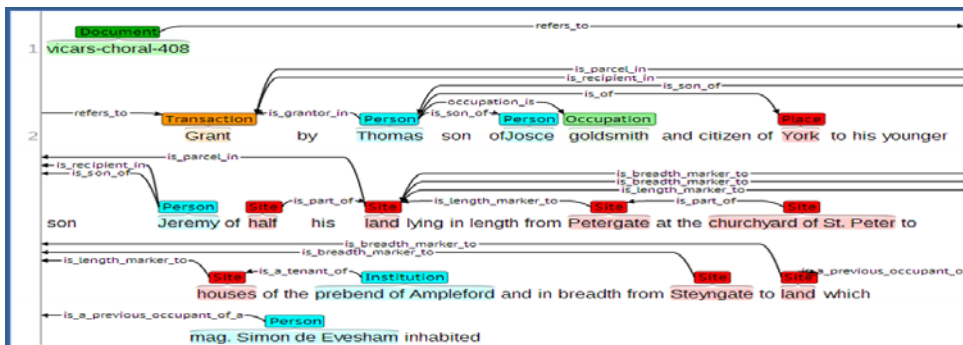 refers_to
Document
1 vicars-choral-408
is_parcel_in
is_recipient_in
is_son_of
is_of
occupation_is
refers_to Transaction is_grantor_in Person is_son_of Person Occupation Place
2 Grant by Thomas son ofJosce goldsmith and citizen of York to his younger
is_parcel_in
is_recipient_in
is_son_of
is_breadth_marker_to
is_breadth_marker_to
is_length_marker_to
Person Site is_part_of Site is_length_marker_to Site is_part_of Site
son Jeremy of half his land lying in length from Petergate at the churchyard of St. Peter to
is_breadth_marker_to
is_breadth_marker_to
is_length_marker_to
Site is_a_tenant_of Institution Site Site is_a_previous_occupant_o
houses of the prebend of Ampleford and in breadth from Steyngate to land which
is_a_previous_occupant_of_a Person
mag. Simon de Evesham inhabited